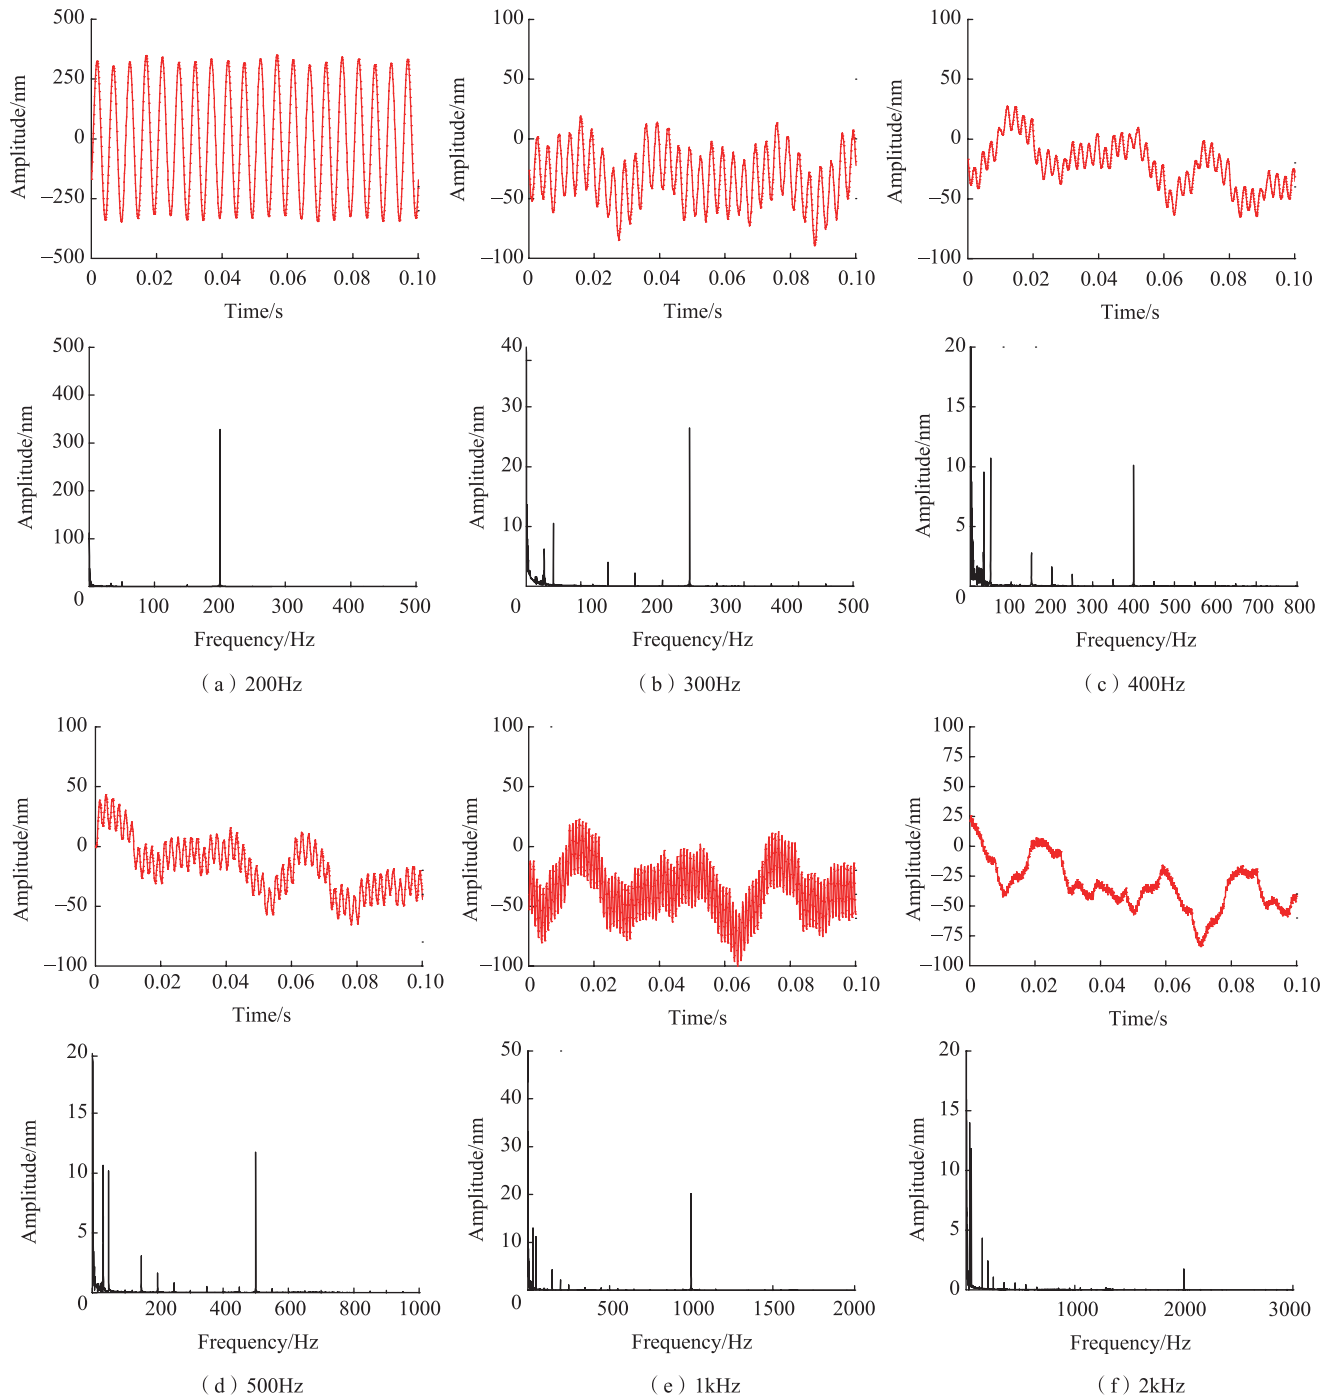 500
250
0
−250
−500
Amplitude/nm
0 0.02 0.04 0.06 0.08 0.10
Time/s
100
50
0
−50
−100
Amplitude/nm
0 0.02 0.04 0.06 0.08 0.10
Time/s
100
50
0
−50
−100
Amplitude/nm
0 0.02 0.04 0.06 0.08 0.10
Time/s
500
400
300
200
100
0
Amplitude/nm
100 200 300 400 500
Frequency/Hz
(a) 200Hz
40
30
20
10
0
Amplitude/nm
100 200 300 400 500
Frequency/Hz
(b) 300Hz
20
15
10
5
0
Amplitude/nm
100 200 300 400 500 600 700 800
Frequency/Hz
(c) 400Hz
100
50
0
−50
−100
Amplitude/nm
0 0.02 0.04 0.06 0.08 0.10
Time/s
100
50
0
−50
−100
Amplitude/nm
0 0.02 0.04 0.06 0.08 0.10
Time/s
100
75
50
25
0
−25
−50
−75
−100
Amplitude/nm
0 0.02 0.04 0.06 0.08 0.10
Time/s
20
15
10
5
0
Amplitude/nm
200 400 600 800 1000
Frequency/Hz
(d) 500Hz
50
40
30
20
10
0
Amplitude/nm
500 1000 1500 2000
Frequency/Hz
(e) 1kHz
20
15
10
5
0
Amplitude/nm
1000 2000 3000
Frequency/Hz
(f) 2kHz